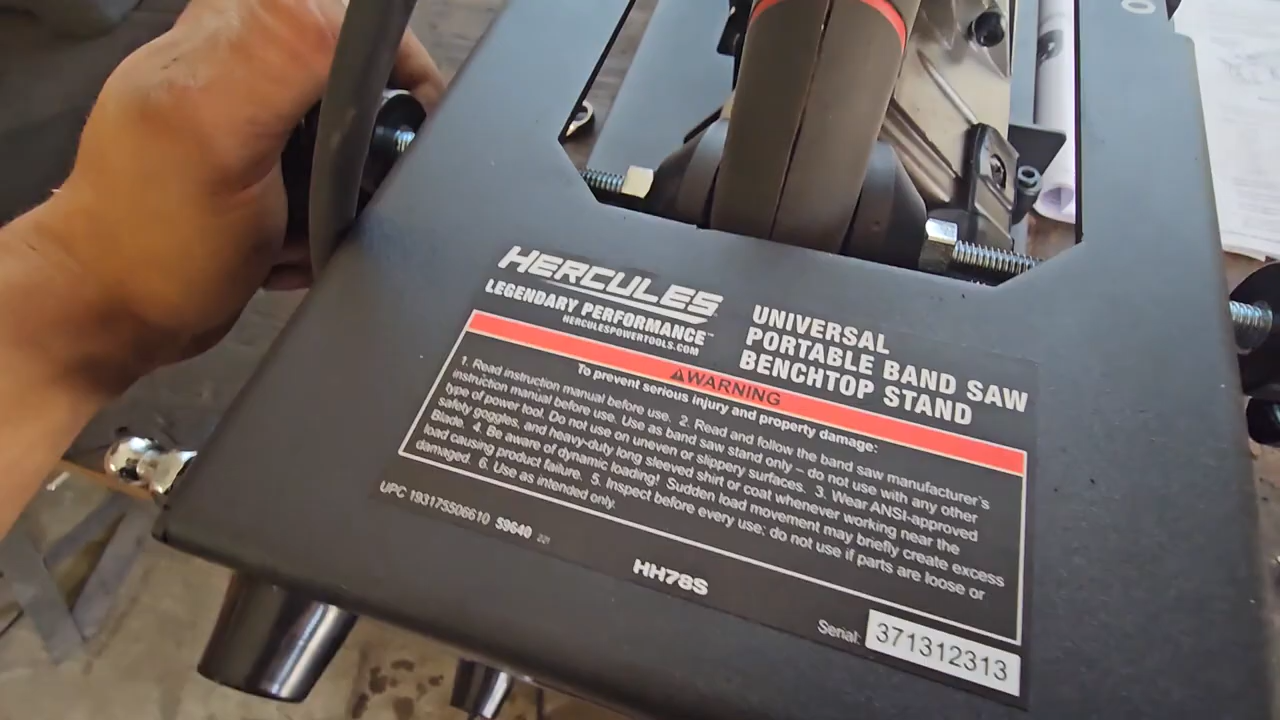 HERCULES
LEGENDARY PERFORMANCE™
HERCULESPOWERTOOLS.COM
UNIVERSAL
PORTABLE BAND SAW
BENCHTOP STAND
⚠WARNING
To prevent serious injury and property damage:
1. Read instruction manual before use. 2. Read and follow the band saw manufacturer's
instruction manual before use. Use as band saw stand only – do not use with any other
type of power tool. Do not use on uneven or slippery surfaces. 3. Wear ANSI-approved
safety goggles, and heavy-duty long sleeved shirt or coat whenever working near the
blade. 4. Be aware of dynamic loading! Sudden load movement may briefly create excess
load causing product failure. 5. Inspect before every use; do not use if parts are loose or
damaged. 6. Use as intended only.
UPC 193175506610 59640
HH78S
Serial: 371312313